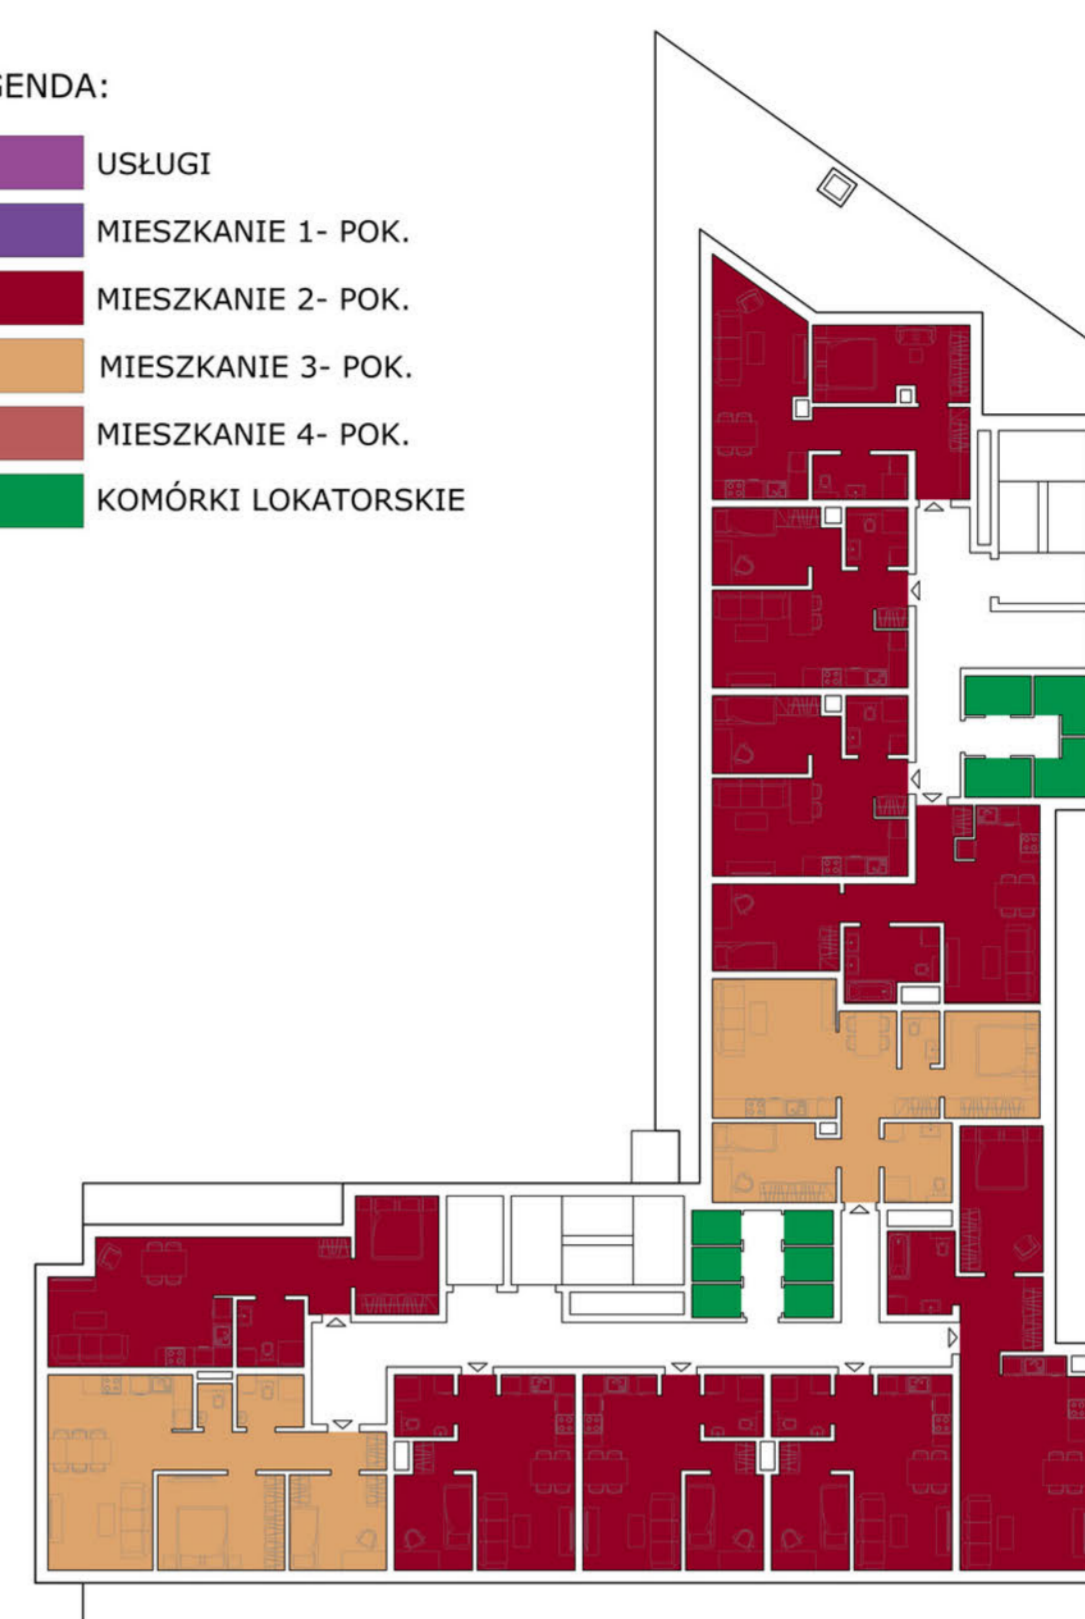 GENDA:
USŁUGI
MIESZKANIE 1- POK.
MIESZKANIE 2- POK.
MIESZKANIE 3- POK.
MIESZKANIE 4- POK.
KOMÓRKI LOKATORSKIE